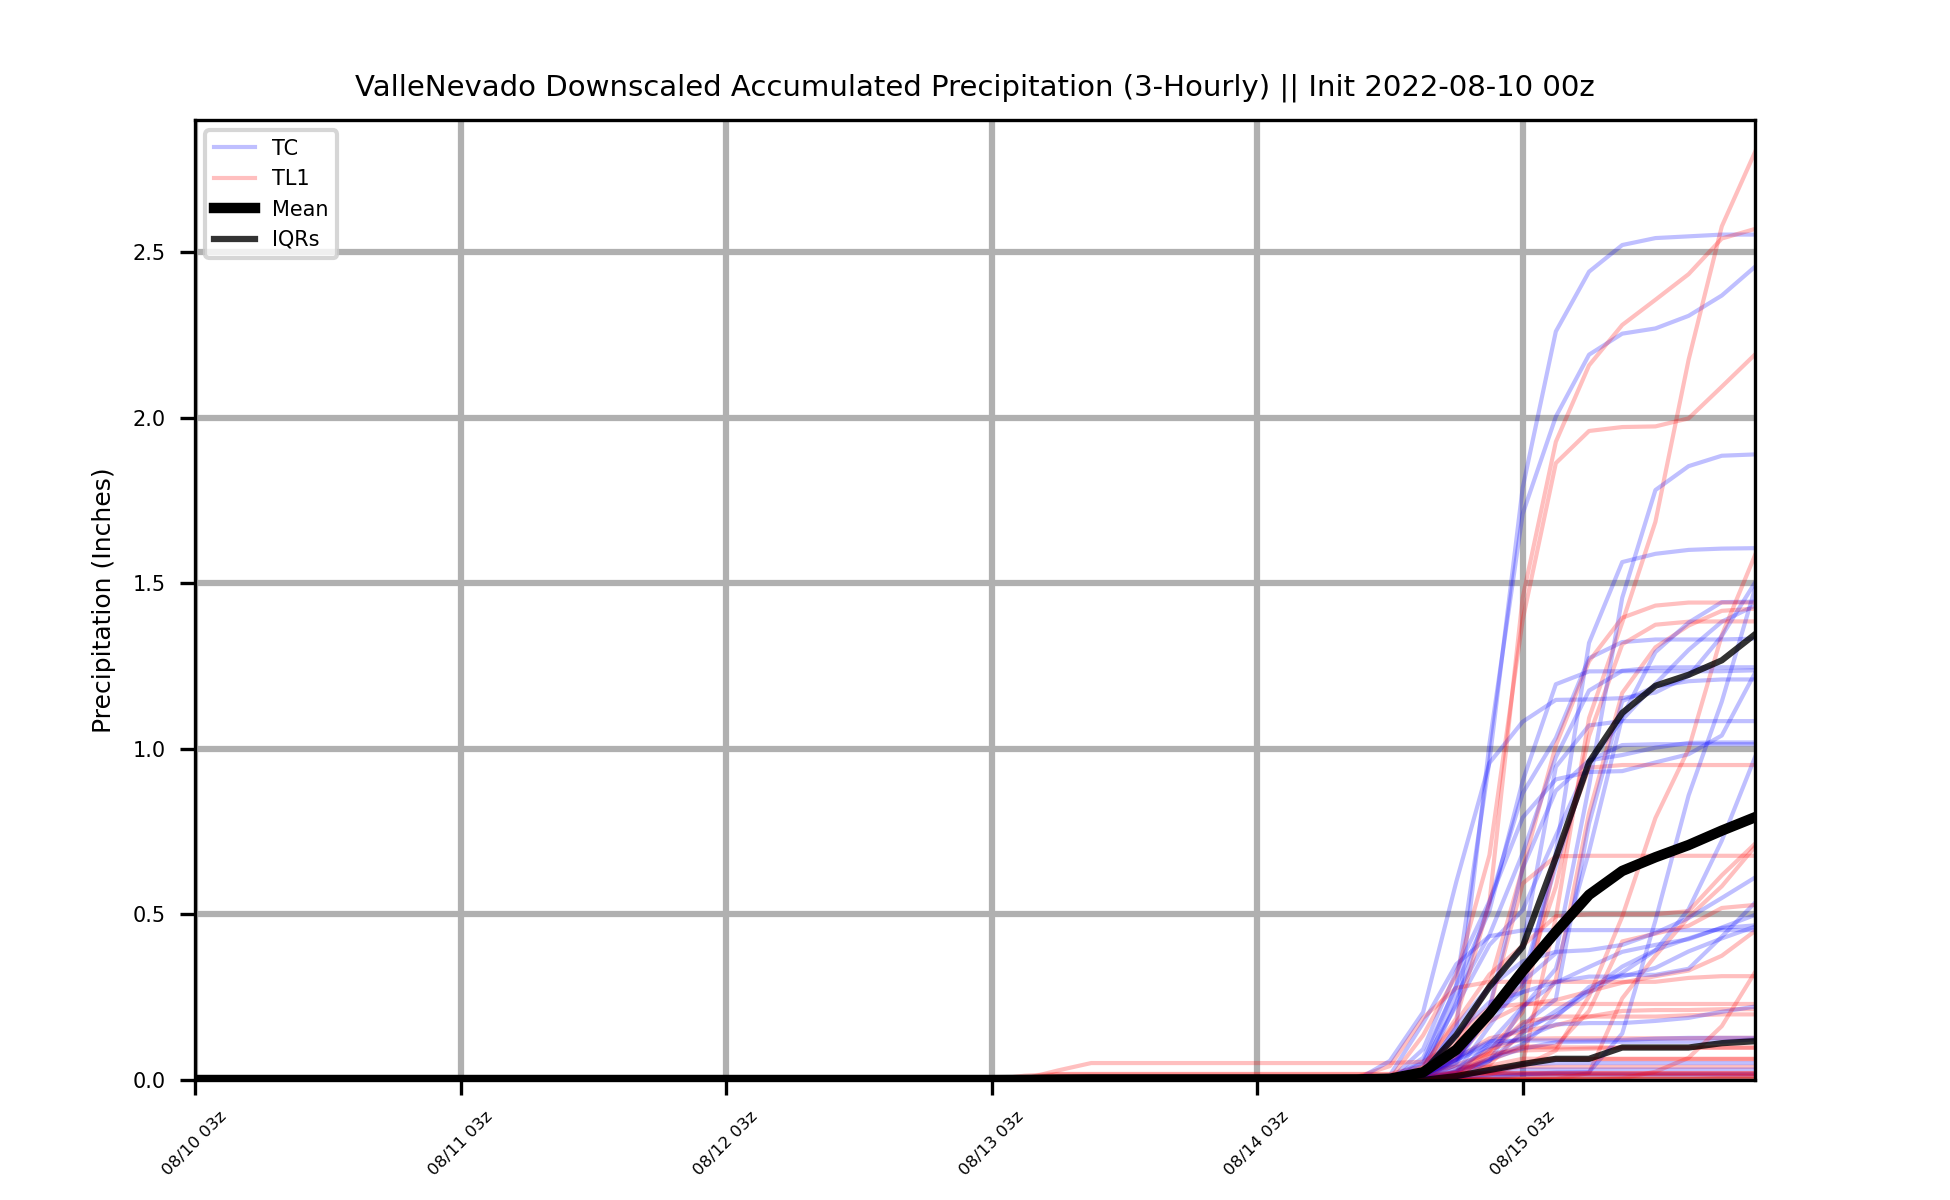 ValleNevado Downscaled Accumulated Precipitation (3-Hourly) || Init 2022-08-10 00z
TC
TL1
Mean
IQRs
Precipitation (Inches)
2.5
2.0
1.5
1.0
0.5
0.0
08/10 03z
08/11 03z
08/12 03z
08/13 03z
08/14 03z
08/15 03z